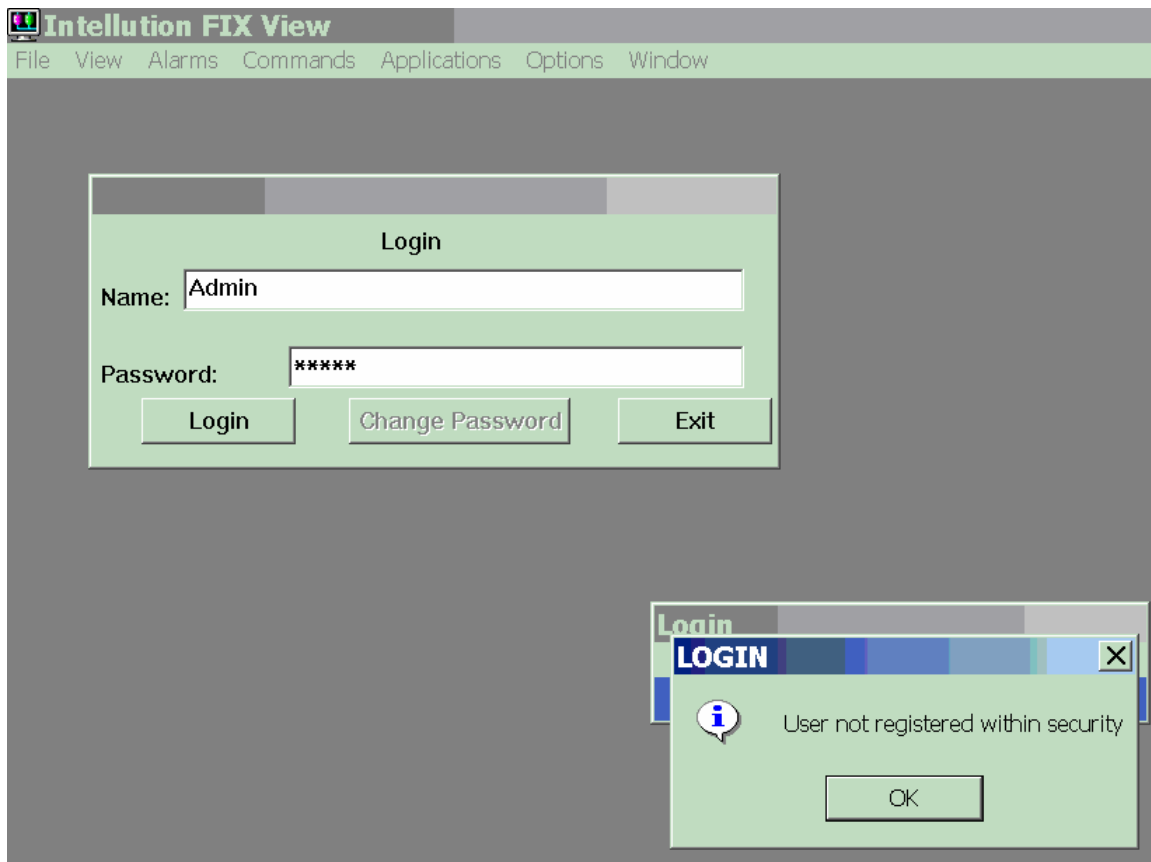 Intellution FIX View
File View Alarms Commands Applications Options Window
Login
Name: Admin
Password: *****
Login Change Password Exit
Login
LOGIN
User not registered within security
OK